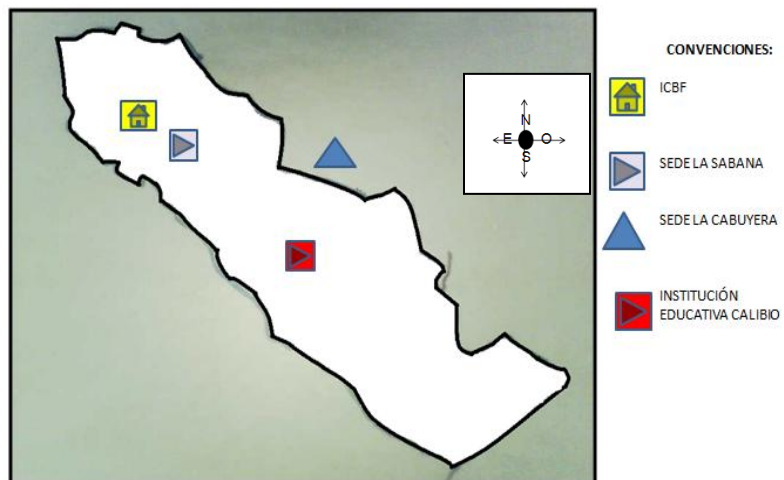 CONVENCIONES:
ICBF
N
E O
S
SEDE LA SABANA
SEDE LA CABUYERA
INSTITUCIÓN
EDUCATIVA CALIBIO